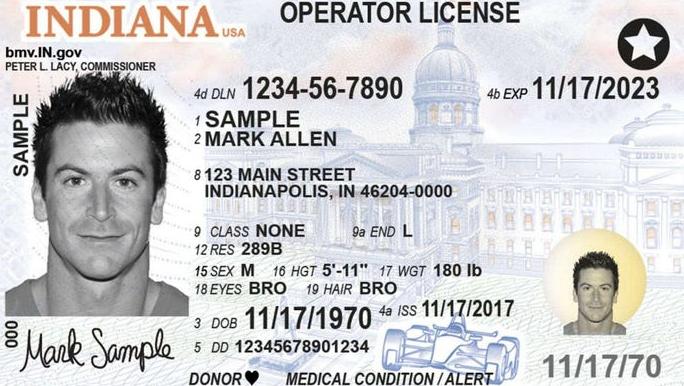 INDIANA USA
OPERATOR LICENSE
bmv.IN.gov
PETER L. LACY, COMMISSIONER
SAMPLE
4d DLN 1234-56-7890 4b EXP 11/17/2023
1 SAMPLE
2 MARK ALLEN
8 123 MAIN STREET
INDIANAPOLIS, IN 46204-0000
9 CLASS NONE 9a END L
12 RES 289B
15 SEX M 16 HGT 5'-11" 17 WGT 180 lb
18 EYES BRO 19 HAIR BRO
3 DOB 11/17/1970 4a ISS 11/17/2017
5 DD 12345678901234
000
Mark Sample
DONOR MEDICAL CONDITION / ALERT
11/17/70